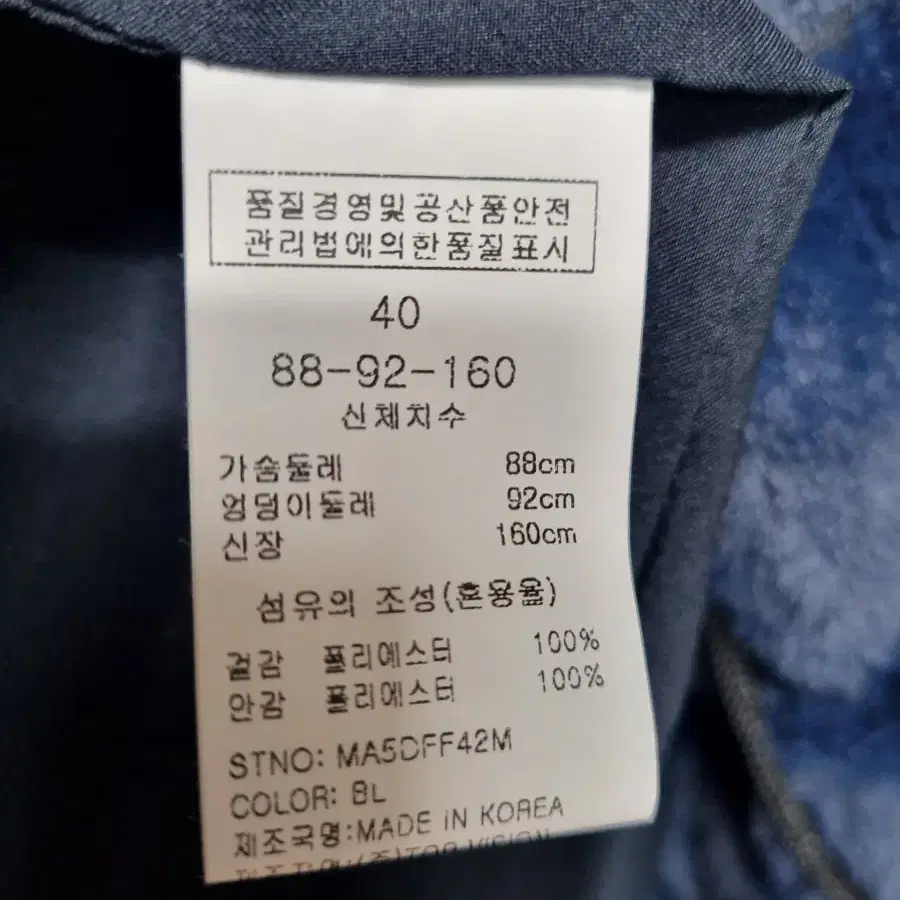 품질경영및공산품안전
관리법에의한품질표시
40
88-92-160
신체치수
가슴둘레 88cm
엉덩이둘레 92cm
신장 160cm
섬유의 조성(혼용율)
겉감 폴리에스터 100%
안감 폴리에스터 100%
STNO: MA5DFF42M
COLOR: BL
제조국명:MADE IN KOREA
(주)TOP VISION